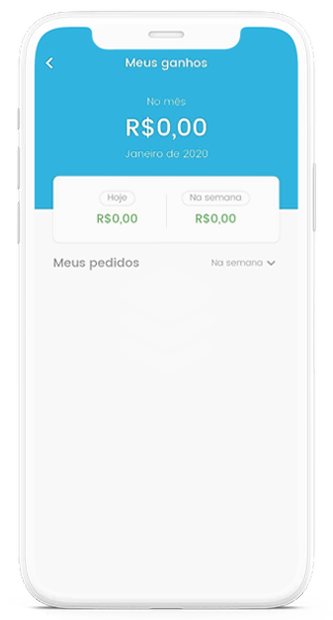 Meus ganhos
No mês
R$0,00
Janeiro de 2020
Hoje
Na semana
R$0,00
R$0,00
Meus pedidos
Na semana